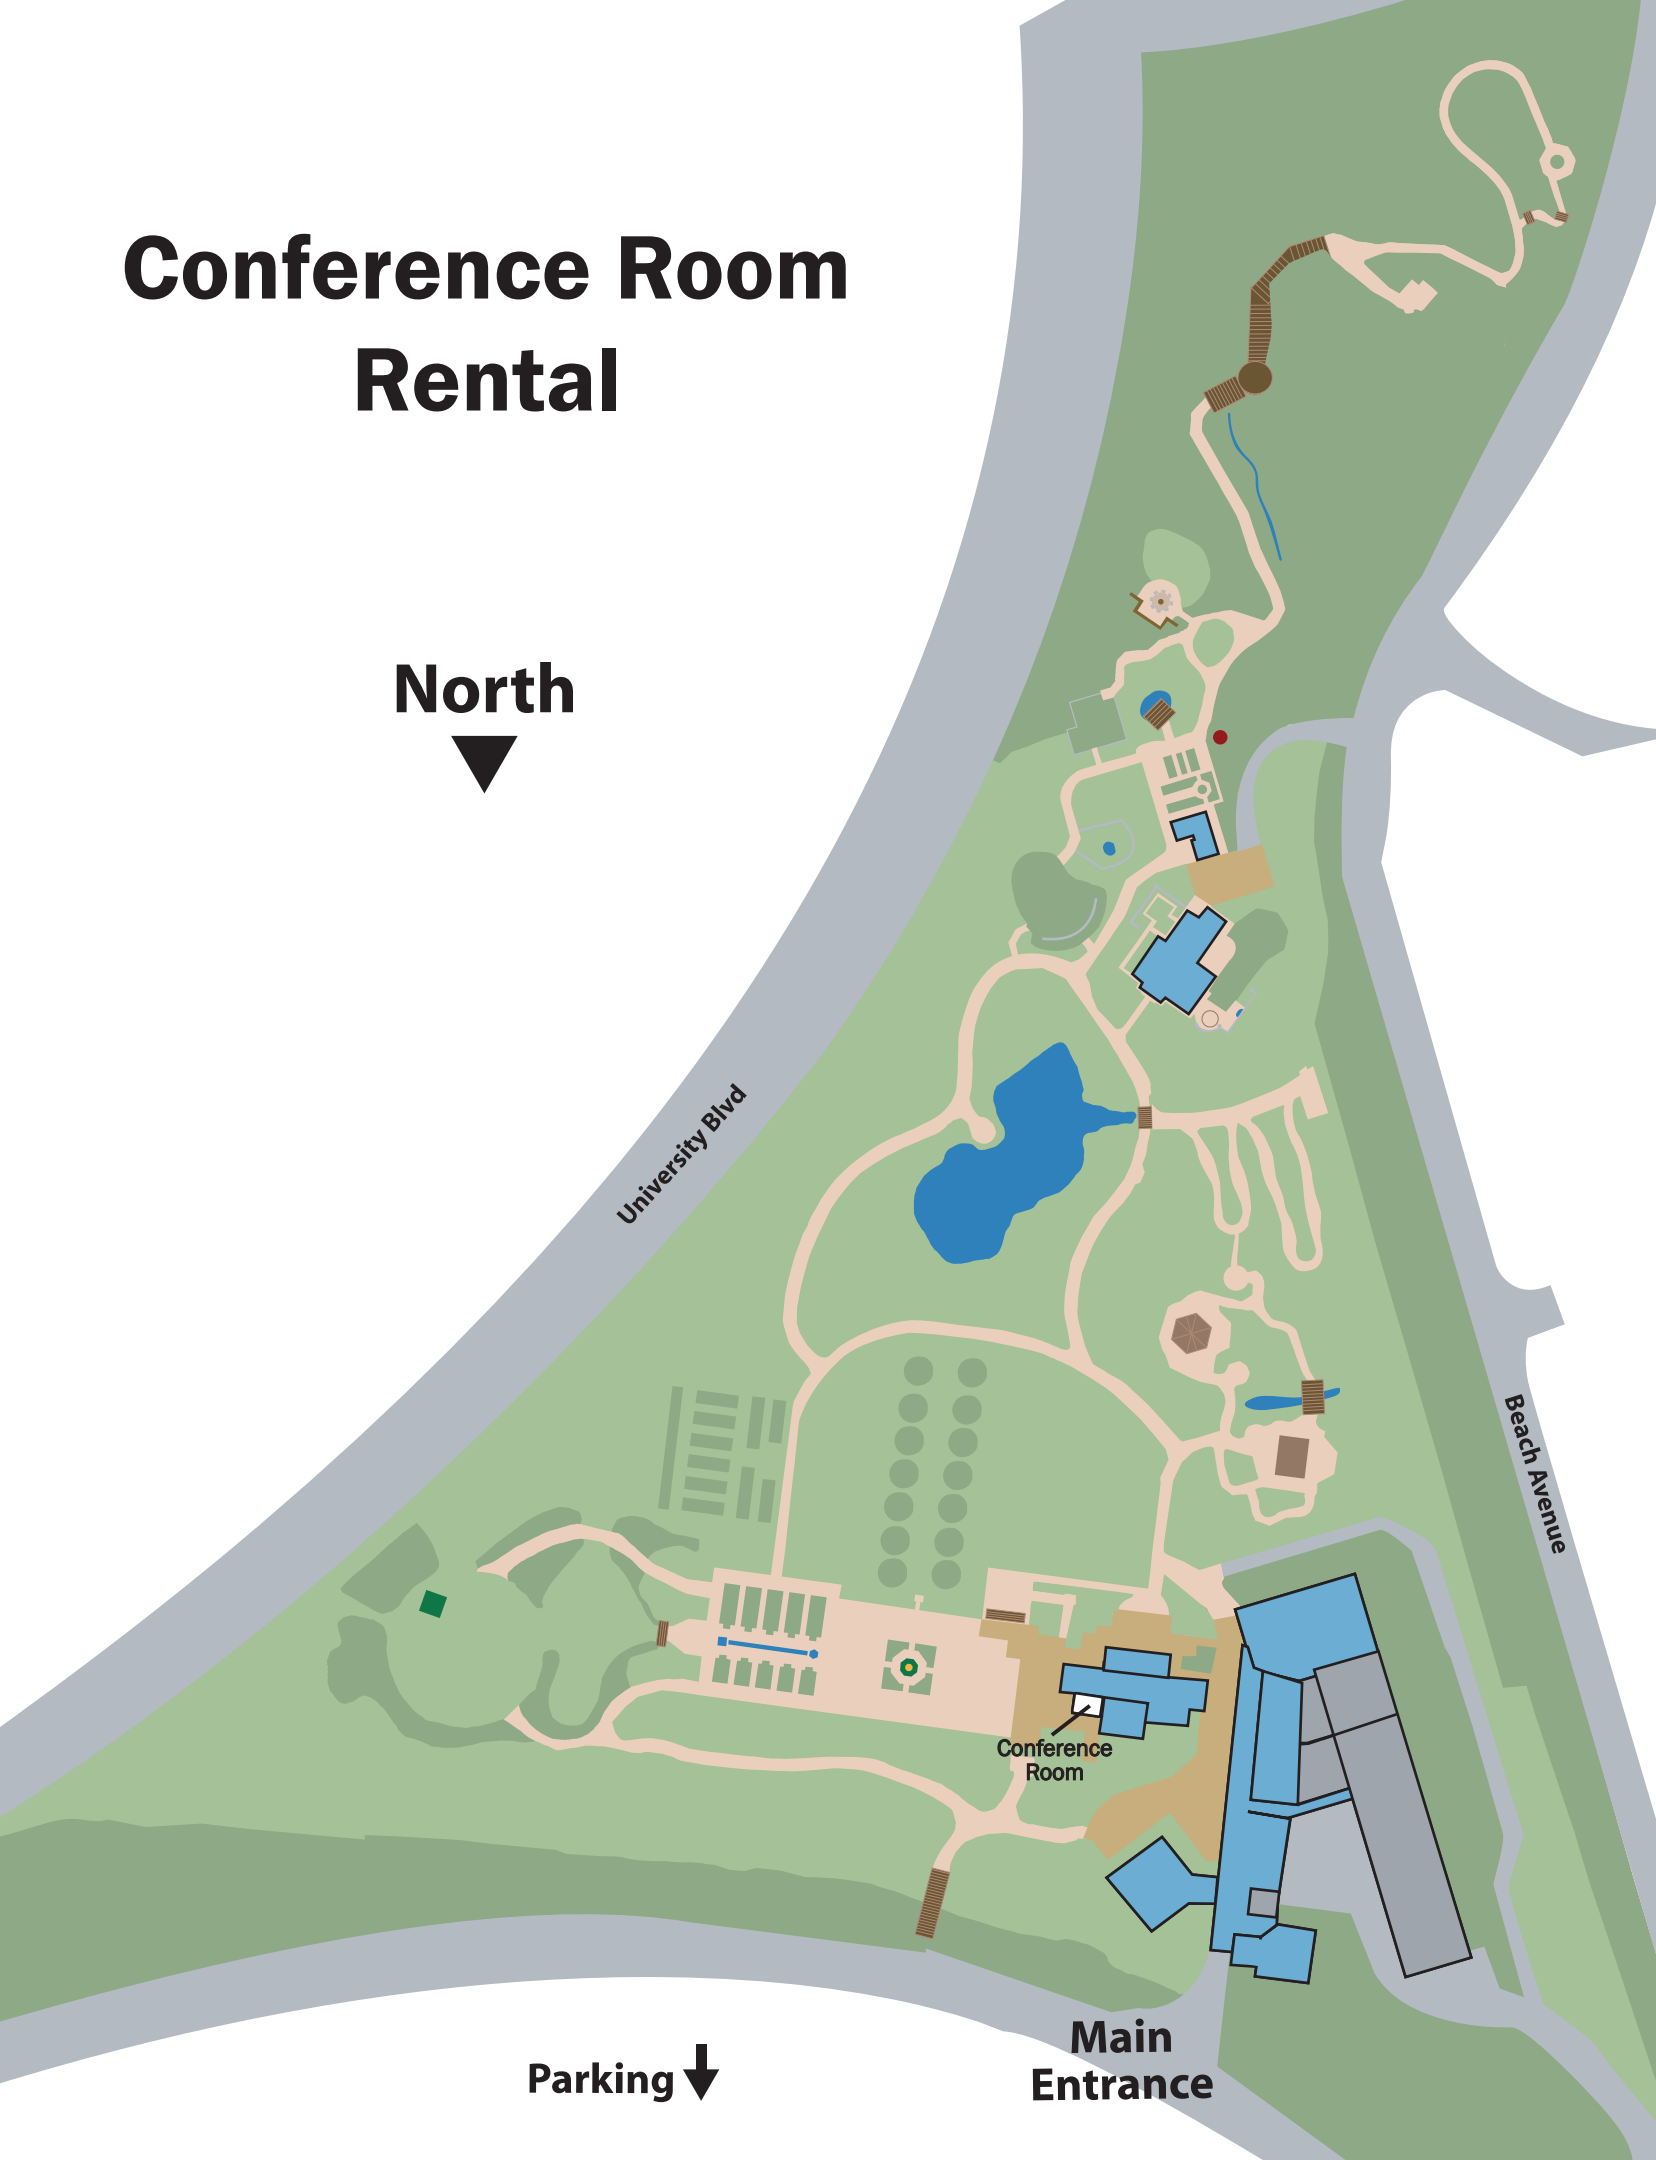 Conference Room
Rental
North
University Blvd
Beach Avenue
Conference
Room
Main
Entrance
Parking